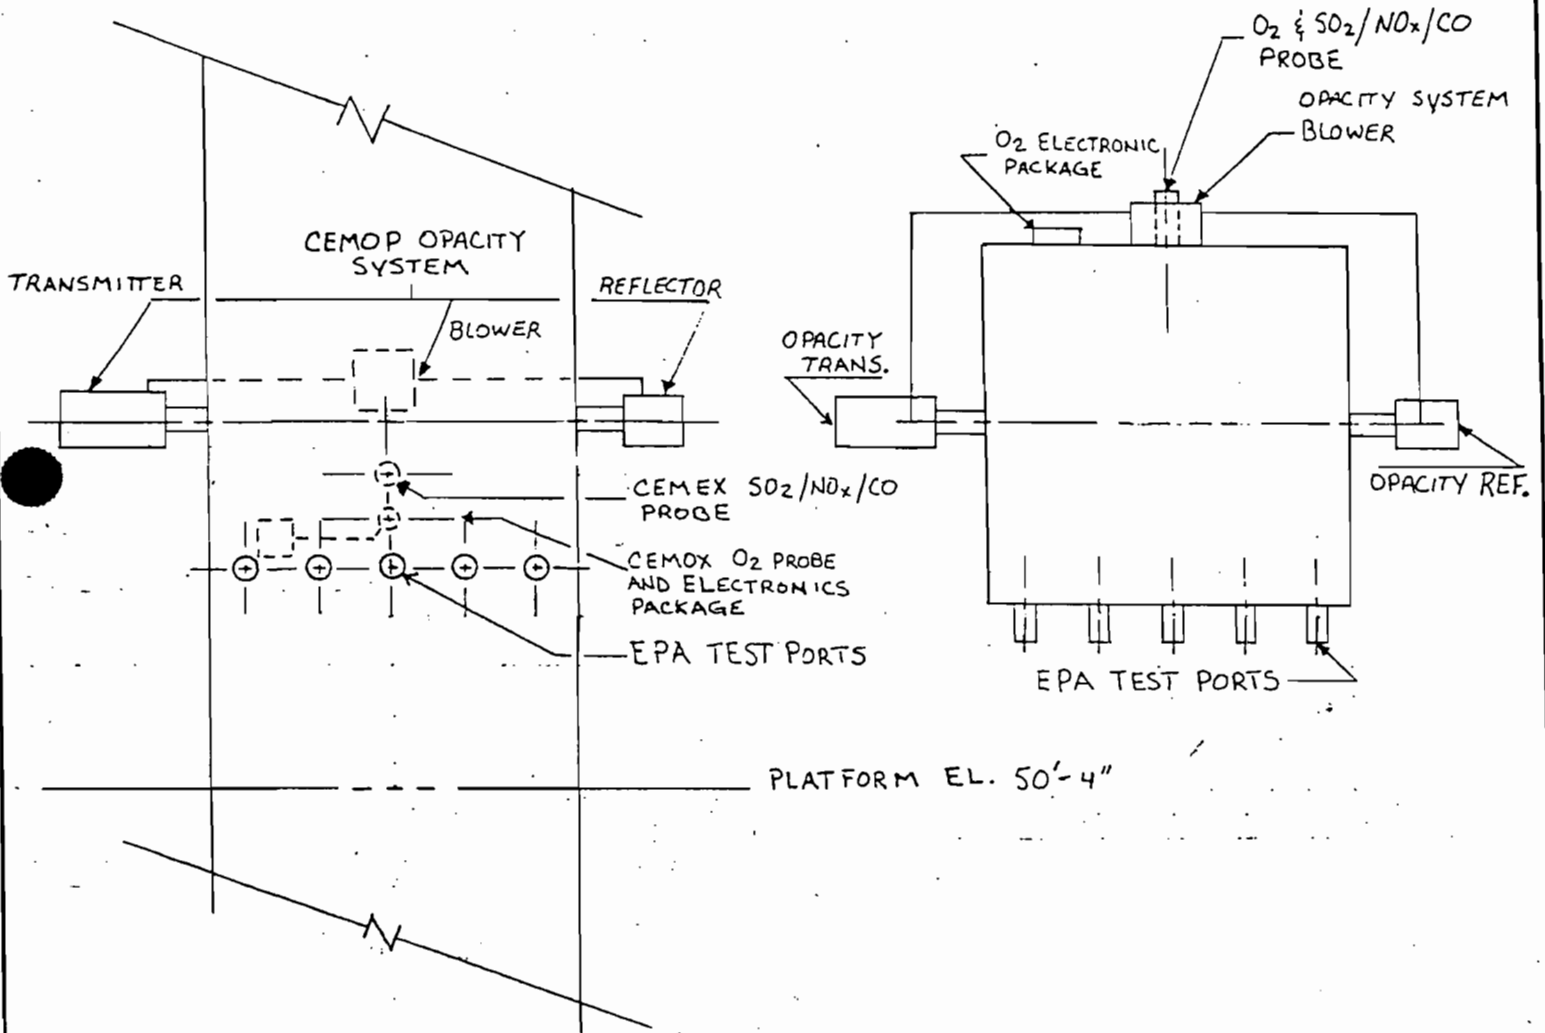 CEMOP OPACITY
SYSTEM
TRANSMITTER
REFLECTOR
BLOWER
CEMEX SO2/NOx/CO
PROBE
CEMOX O2 PROBE
AND ELECTRONICS
PACKAGE
EPA TEST PORTS
O2 & SO2/NOx/CO
PROBE
OPACITY SYSTEM
BLOWER
O2 ELECTRONIC
PACKAGE
OPACITY
TRANS.
OPACITY REF.
EPA TEST PORTS
PLATFORM EL. 50'-4"